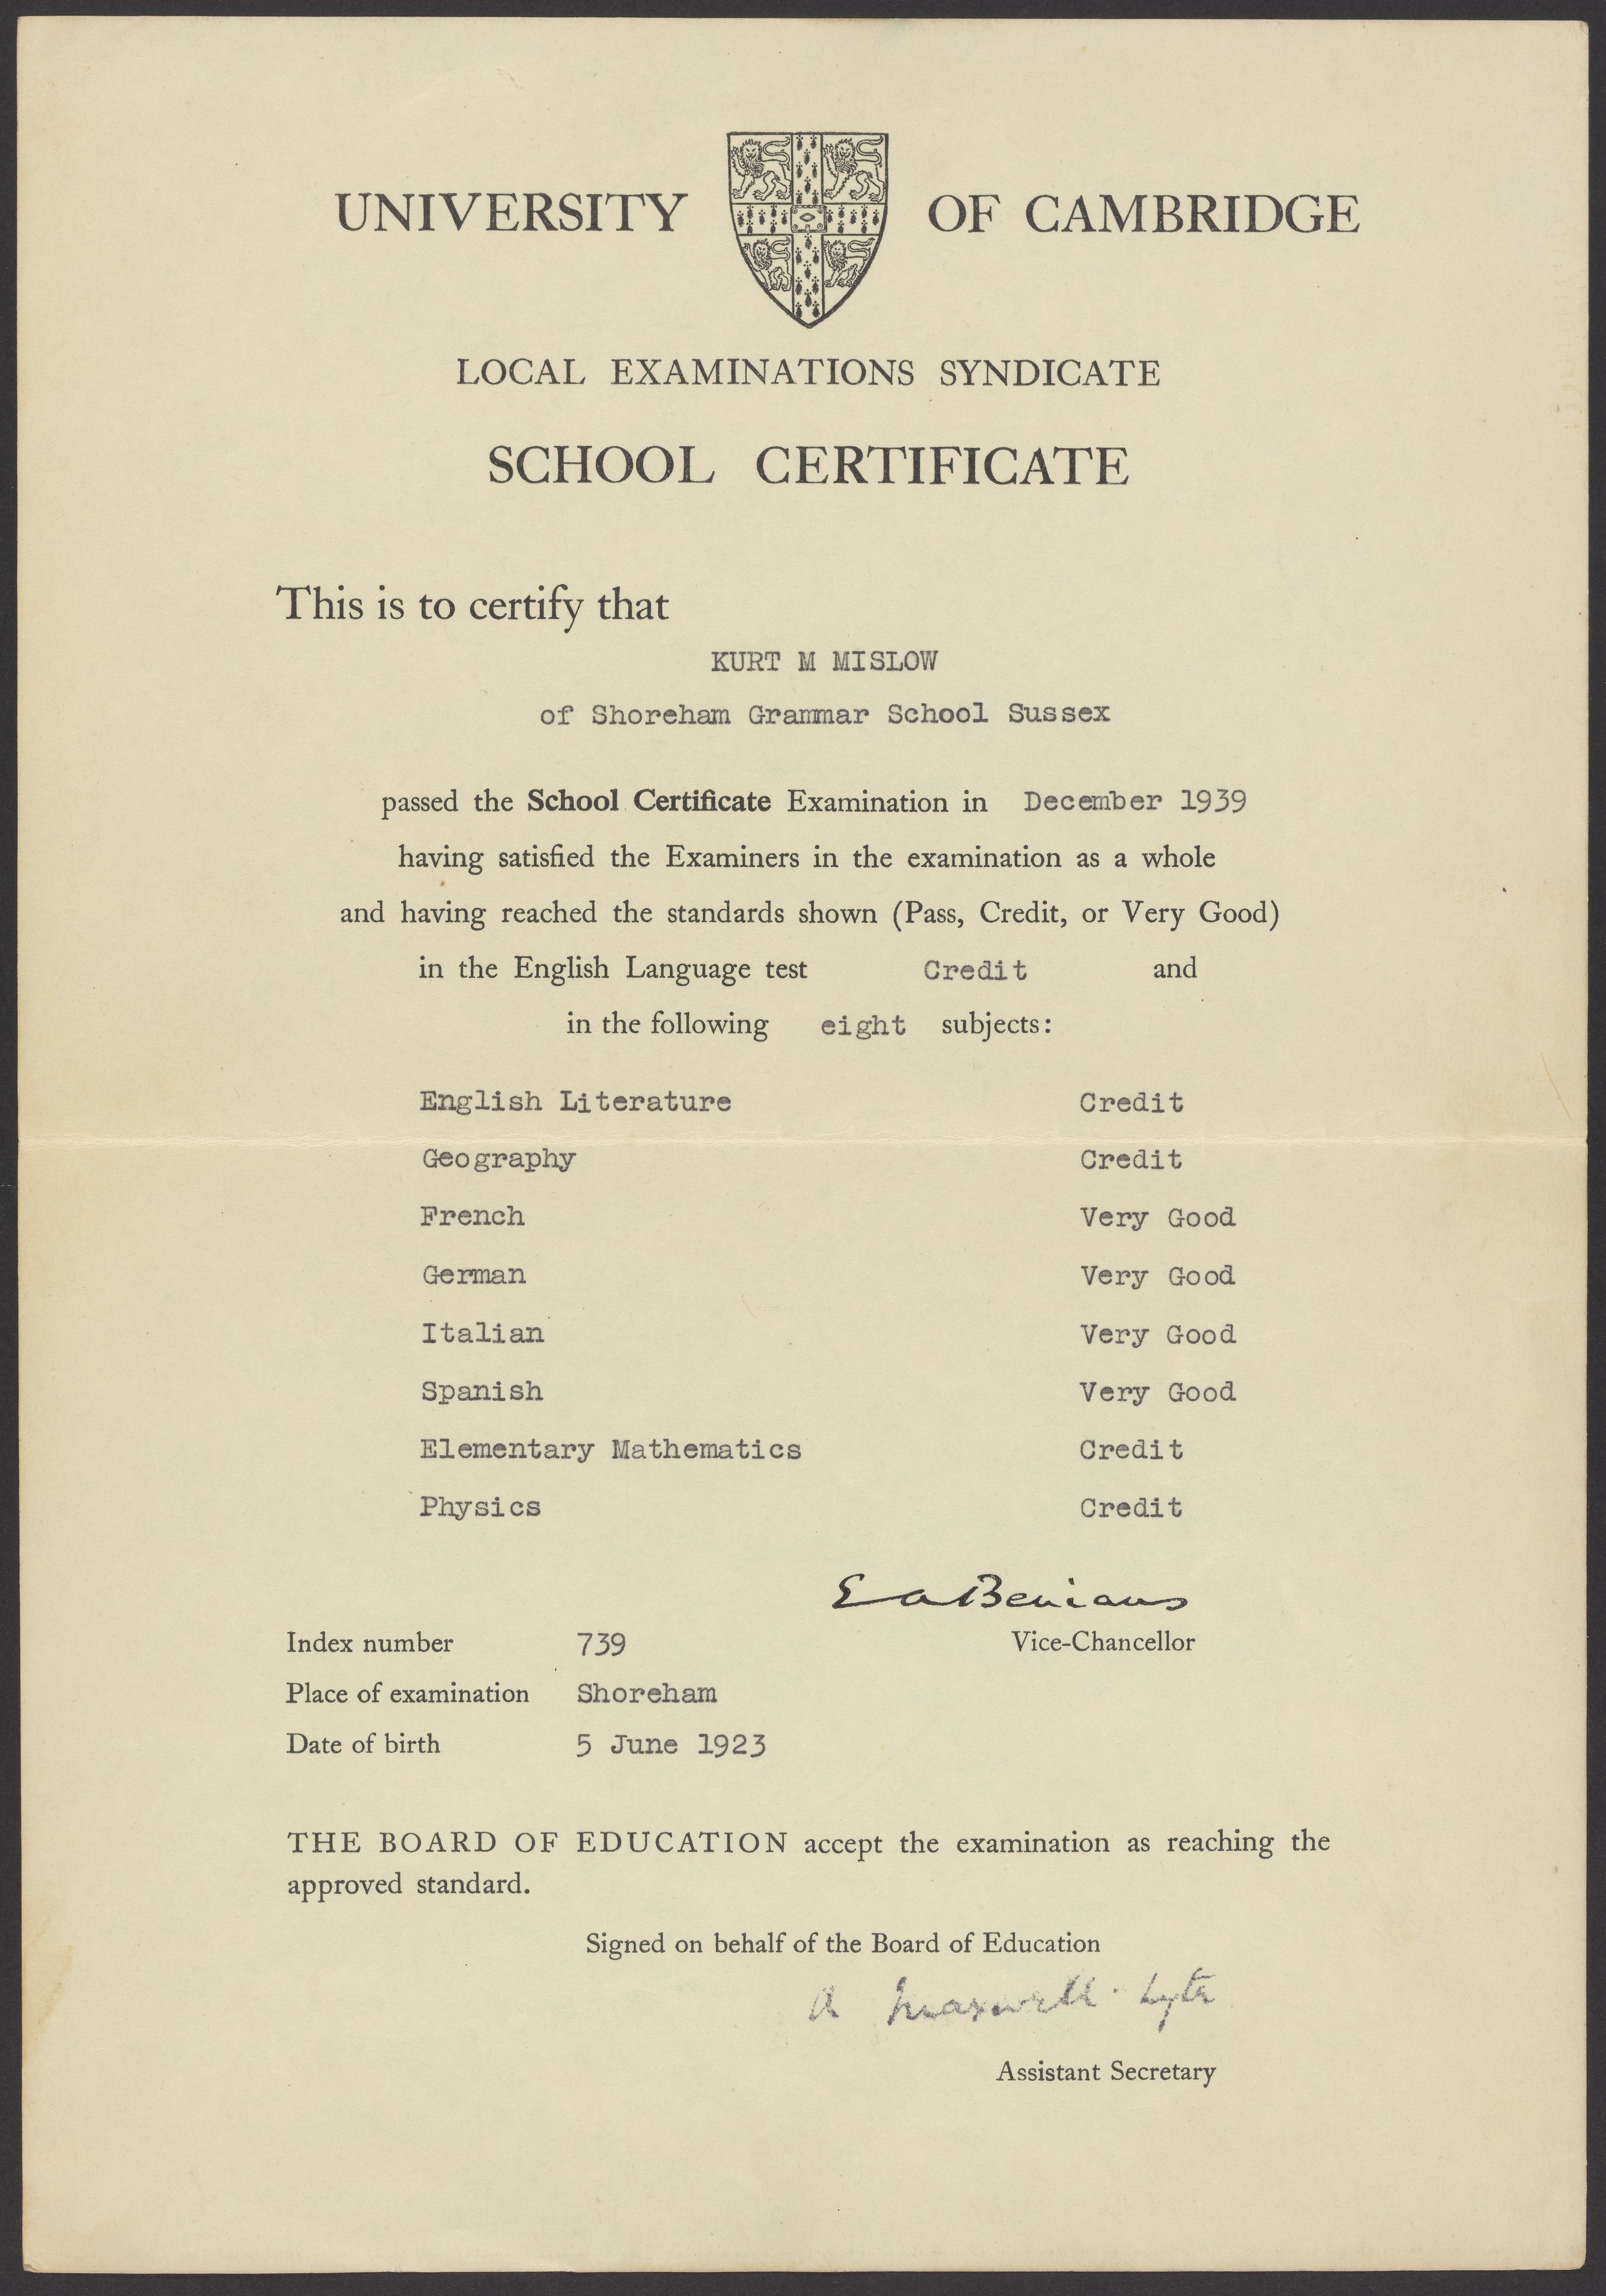 UNIVERSITY OF CAMBRIDGE
LOCAL EXAMINATIONS SYNDICATE
SCHOOL CERTIFICATE
This is to certify that
KURT M MISLOW
of Shoreham Grammar School Sussex
passed the School Certificate Examination in December 1939
having satisfied the Examiners in the examination as a whole
and having reached the standards shown (Pass, Credit, or Very Good)
in the English Language test Credit and
in the following eight subjects:
English Literature Credit
Geography Credit
French Very Good
German Very Good
Italian Very Good
Spanish Very Good
Elementary Mathematics Credit
Physics Credit
E A Benians
Index number 739 Vice-Chancellor
Place of examination Shoreham
Date of birth 5 June 1923
THE BOARD OF EDUCATION accept the examination as reaching the
approved standard.
Signed on behalf of the Board of Education
A Maxwell-Lyte
Assistant Secretary